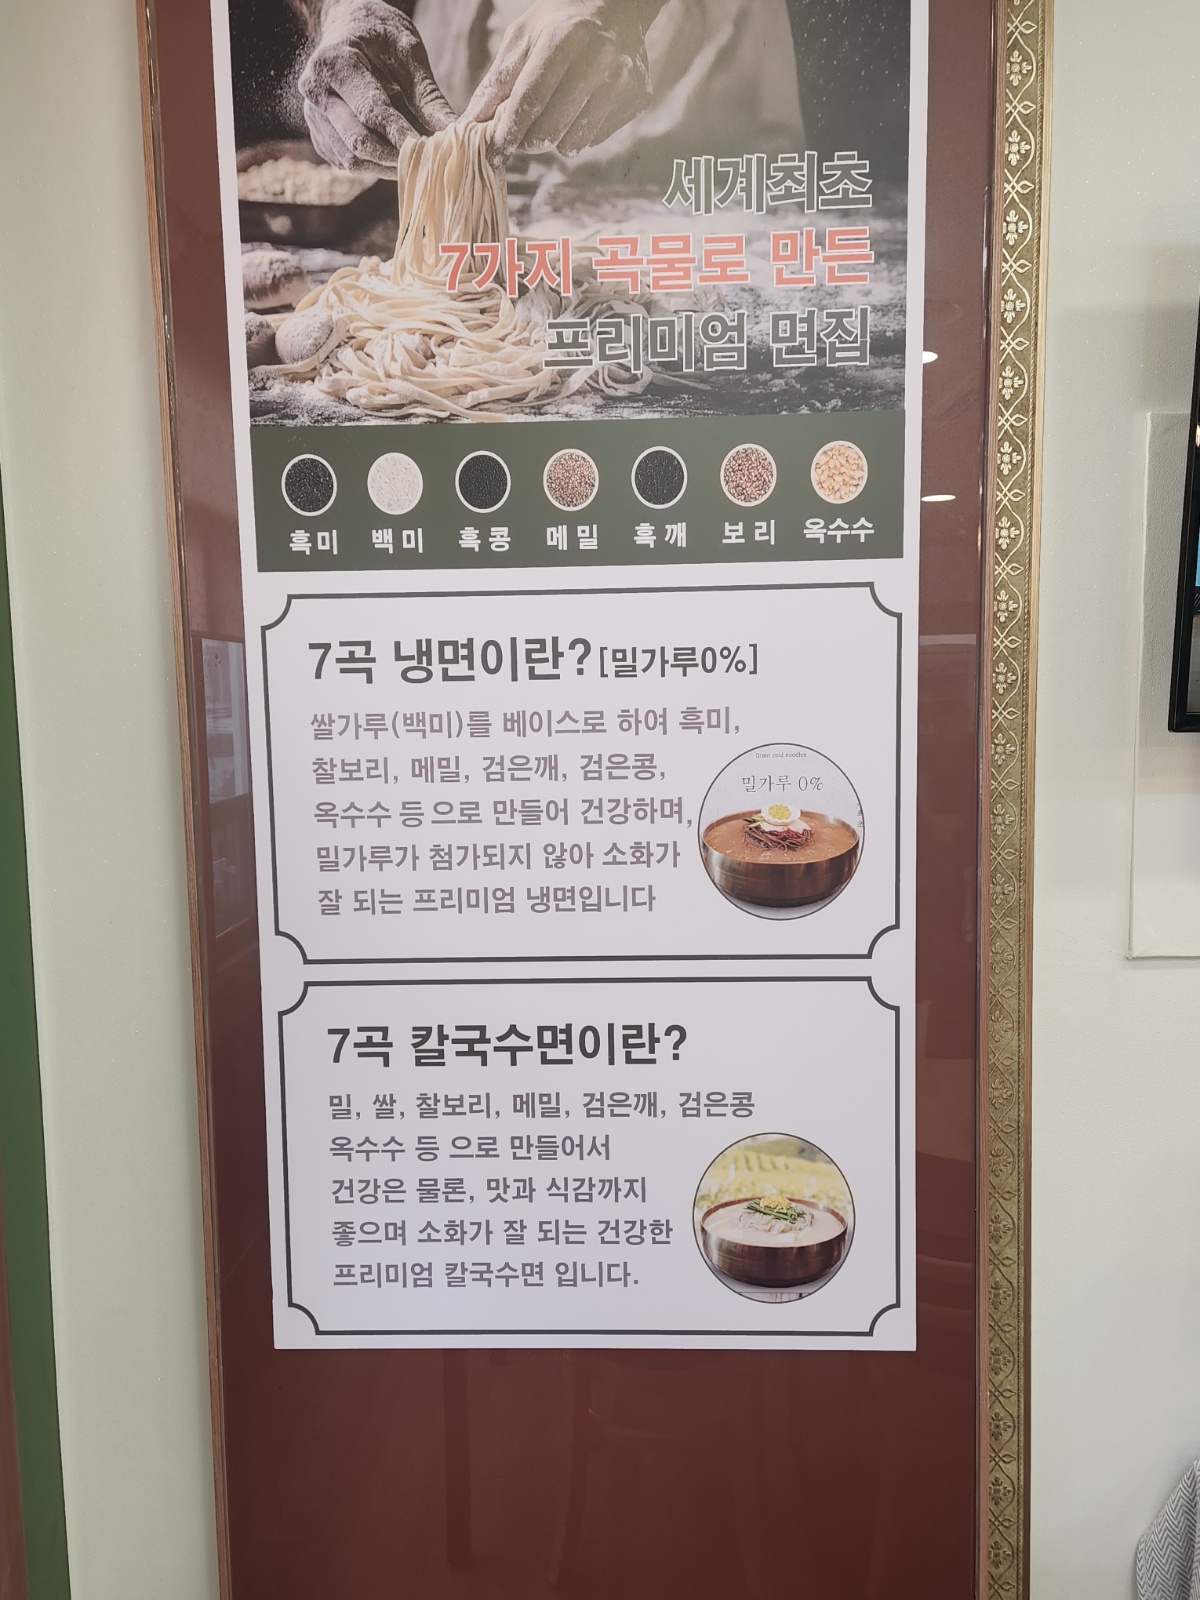 세계최초
7가지 곡물로 만든
프리미엄 면집
흑미 백미 흑콩 메밀 흑깨 보리 옥수수
7곡 냉면이란? [밀가루0%]
쌀가루(백미)를 베이스로 하여 흑미,
찰보리, 메밀, 검은깨, 검은콩,
옥수수 등으로 만들어 건강하며,
밀가루가 첨가되지 않아 소화가
잘 되는 프리미엄 냉면입니다
Grain cold noodles
밀가루 0%
7곡 칼국수면이란?
밀, 쌀, 찰보리, 메밀, 검은깨, 검은콩
옥수수 등 으로 만들어서
건강은 물론, 맛과 식감까지
좋으며 소화가 잘 되는 건강한
프리미엄 칼국수면 입니다.